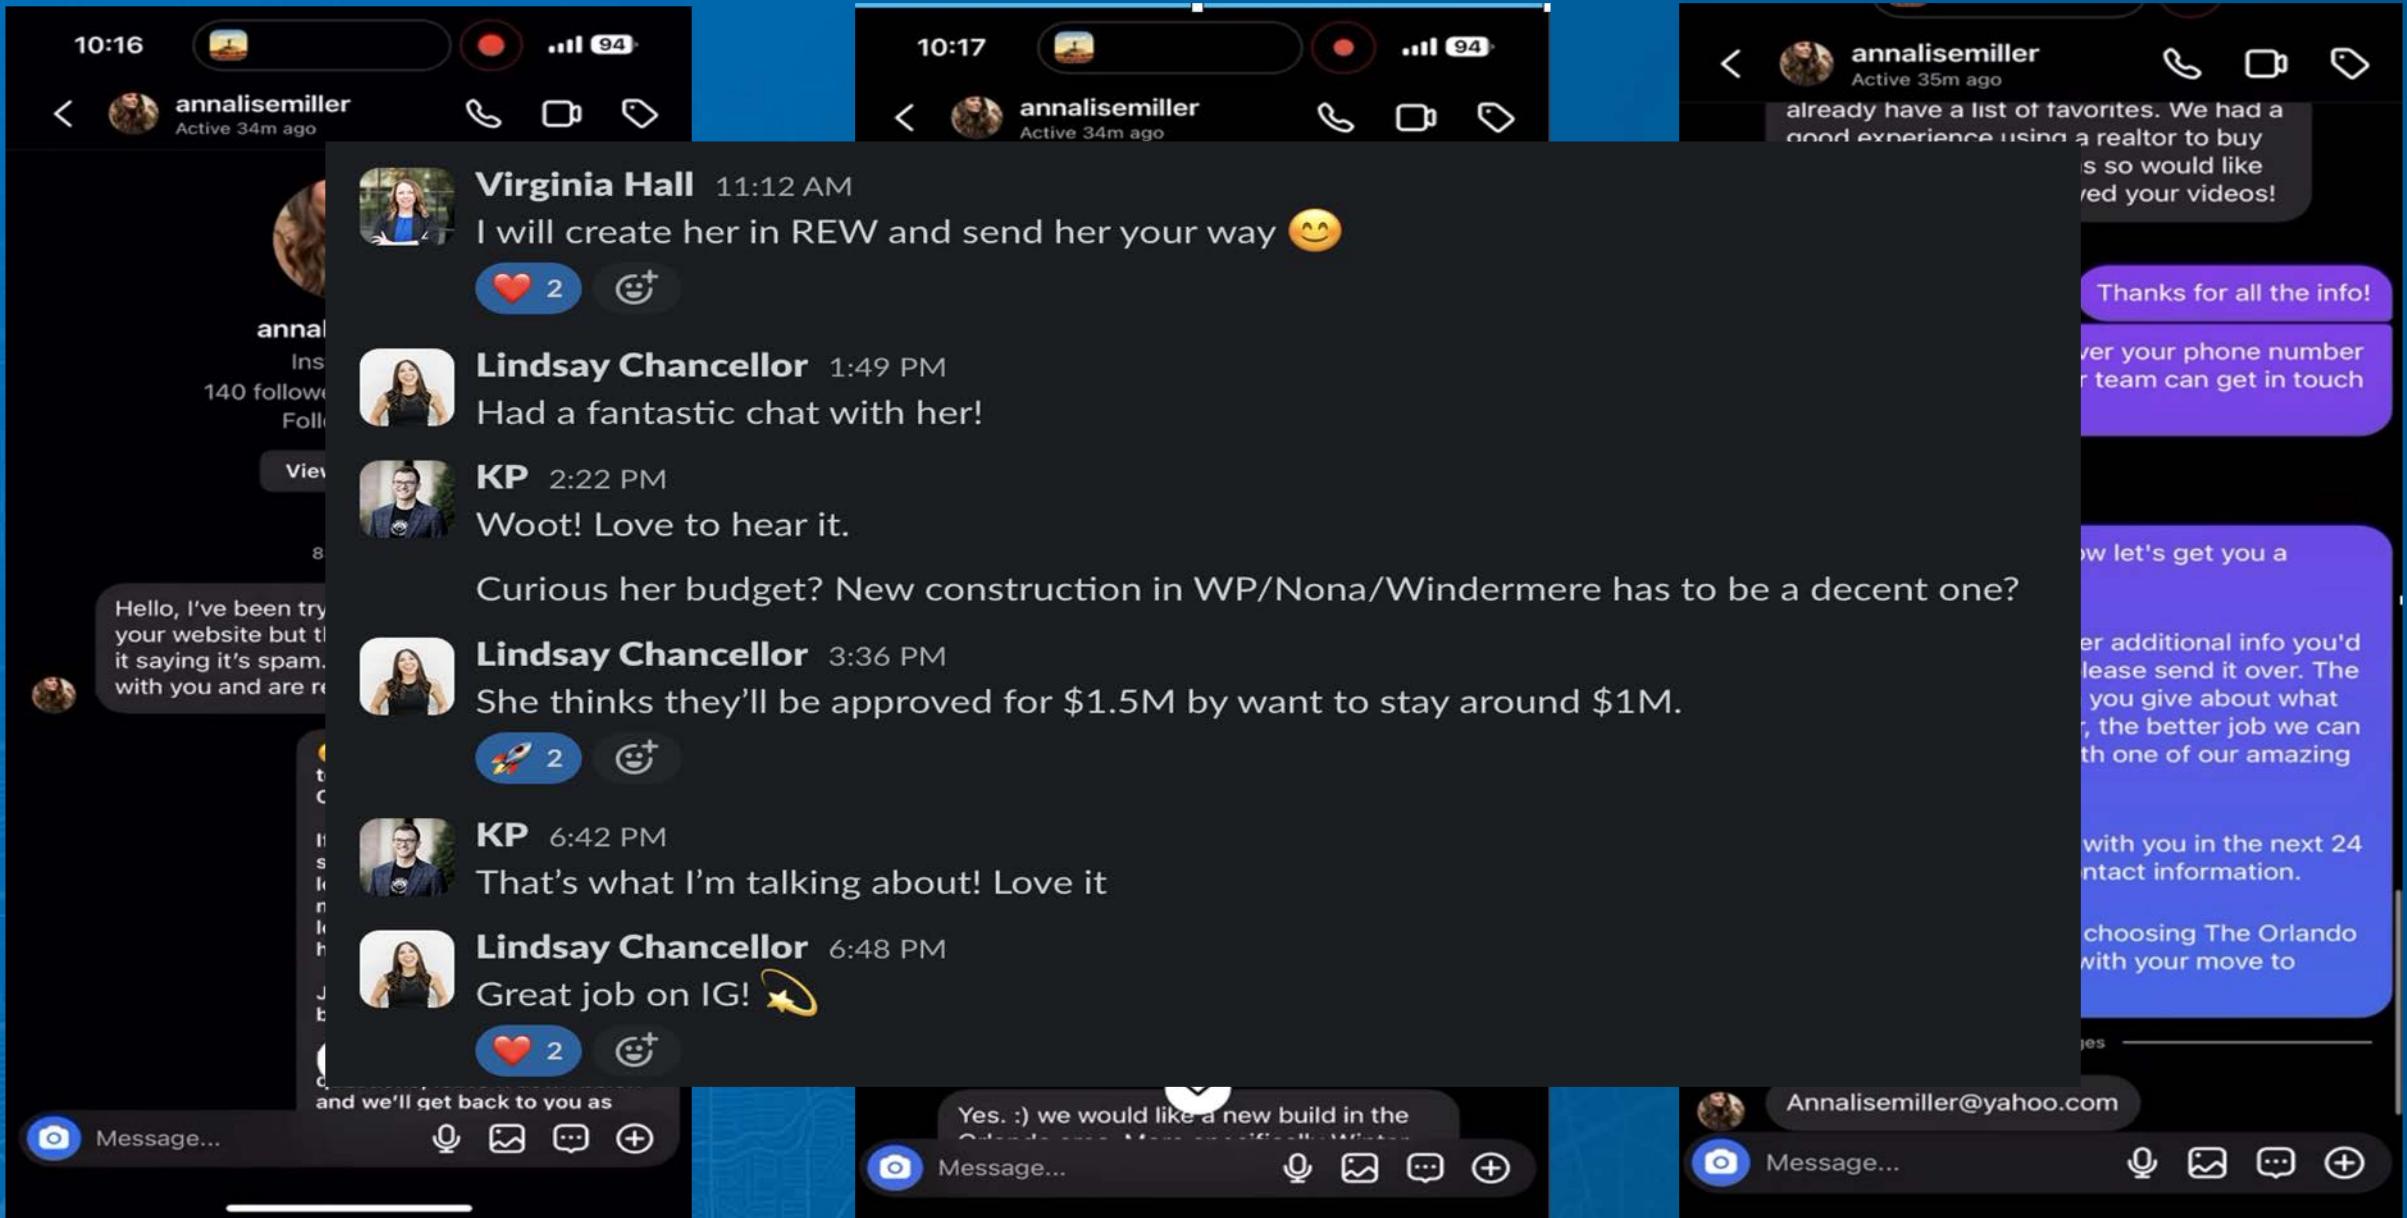 10:16
94
annalisemiller
Active 34m ago
annal
Ins
140 follow
Foll
View
Hello, I've been try
your website but t
it saying it's spam.
with you and are re
and we'll get back to you as
Message...
10:17
94
annalisemiller
Active 34m ago
Yes. :) we would like a new build in the
Message...
annalisemiller
Active 35m ago
already have a list of favorites. We had a
good experience using a realtor to buy
s so would like
ved your videos!
Thanks for all the info!
ver your phone number
r team can get in touch
ow let's get you a
er additional info you'd
lease send it over. The
you give about what
, the better job we can
th one of our amazing
with you in the next 24
ntact information.
choosing The Orlando
with your move to
Annalisemiller@yahoo.com
Message...
Virginia Hall 11:12 AM
I will create her in REW and send her your way 😊
❤️ 2
Lindsay Chancellor 1:49 PM
Had a fantastic chat with her!
KP 2:22 PM
Woot! Love to hear it.
Curious her budget? New construction in WP/Nona/Windermere has to be a decent one?
Lindsay Chancellor 3:36 PM
She thinks they'll be approved for $1.5M by want to stay around $1M.
🚀 2
KP 6:42 PM
That's what I'm talking about! Love it
Lindsay Chancellor 6:48 PM
Great job on IG! 💫
❤️ 2